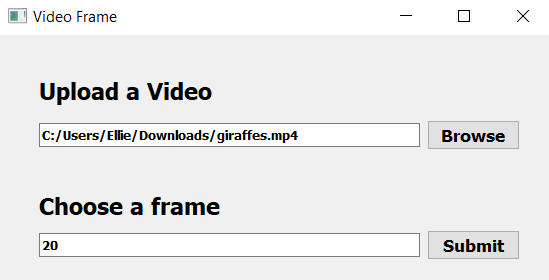 Video Frame
Upload a Video
C:/Users/Ellie/Downloads/giraffes.mp4
Browse
Choose a frame
20
Submit